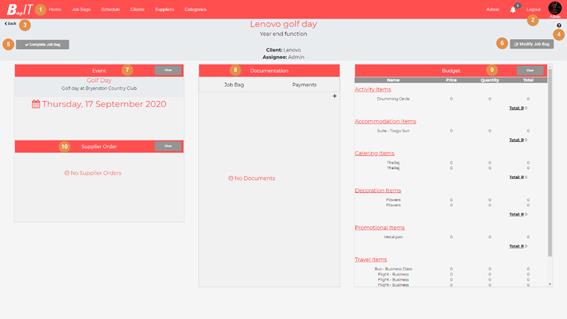 BagIT 1 Home Job Bags Schedule Clients Suppliers Categories Admin Logout
2
Back 3
Lenovo golf day
Year end function
4
5 Complete Job Bag
6 Modify Job Bag
Client: Lenovo
Assignee: Admin
Event 7 View
Golf Day
Golf day at Bryanston Country Club
Thursday, 17 September 2020
10 Supplier Order View
No Supplier Orders
8 Documentation
Job Bag Payments
+
No Documents
Budget 9 View
Name Price Quantity Total
Activity Items
Drumming Circle 0 0 0
Total: R 0
Accommodation Items
0 0 0
Total: R 0
Catering Items
0 0 0
0 0 0
Total: R 0
Decoration Items
Flowers 0 0 0
Flowers 0 0 0
Total: R 0
Promotional Items
Metal pen 0 0 0
Total: R 0
Travel Items
Bus - Business Class 0 0 0
Flight - Business 0 0 0
Flight - Business 0 0 0
Flight - Business 0 0 0